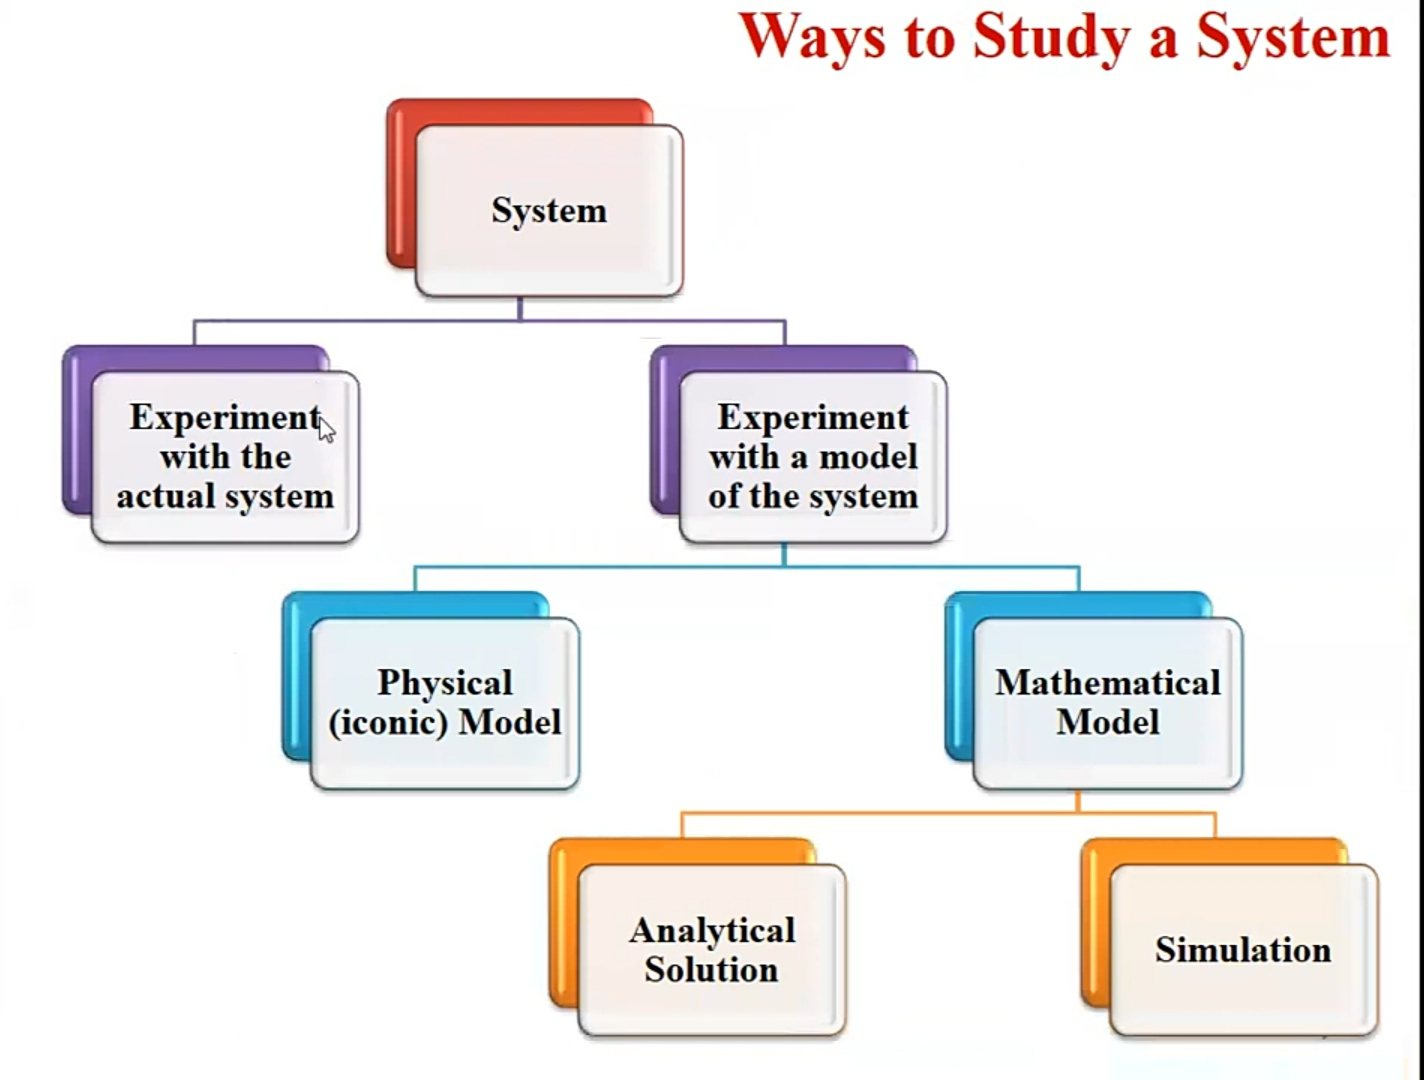 Ways to Study a System
System
Experiment
with the
actual system
Experiment
with a model
of the system
Physical
(iconic) Model
Mathematical
Model
Analytical
Solution
Simulation